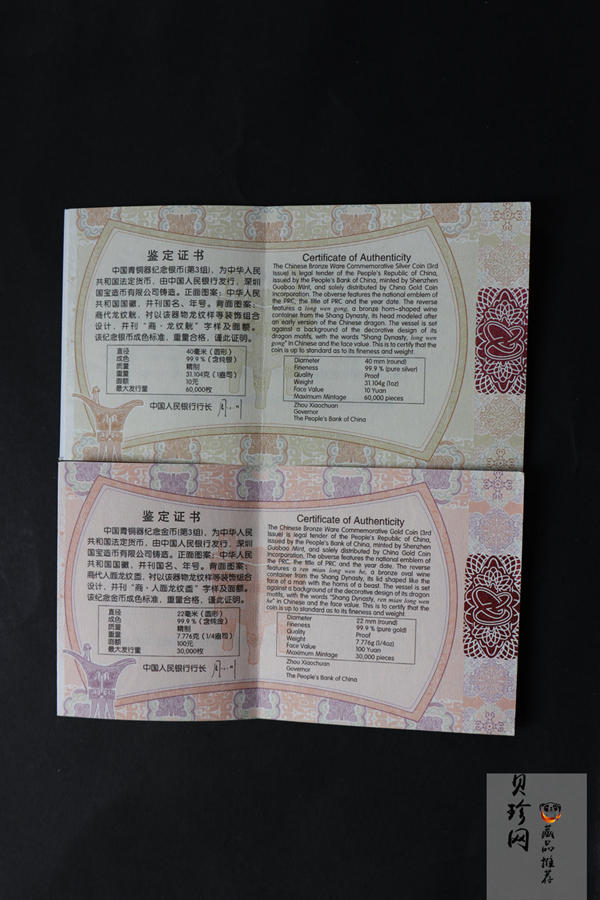 鉴定证书
中国青铜器纪念银币(第3组)，为中华人民
共和国法定货币，由中国人民银行发行，深圳
国宝造币有限公司铸造。正面图案：中华人民
共和国国徽，并刊国名、年号。背面图案：
商代龙纹觥，衬以该器物龙纹样等装饰组合
设计，并刊“商·龙纹觥”字样及面额。
该纪念银币成色标准，重量合格，谨此证明。
直径 40毫米（圆形）
成色 99.9％（含纯银）
质量 精制
重量 31.104克（1盎司）
面额 10元
最大发行量 60,000枚
中国人民银行行长
Certificate of Authenticity
The Chinese Bronze Ware Commemorative Silver Coin (3rd
Issue) is legal tender of the People's Republic of China,
issued by the People's Bank of China, minted by Shenzhen
Guobao Mint, and solely distributed by China Gold Coin
Incorporation. The obverse features the national emblem of
the PRC, the title of PRC and the year date. The reverse
features a long wen gong, a bronze horn-shaped wine
container from the Shang Dynasty, its head modeled after
an early version of the Chinese dragon. The vessel is set
against a background of the decorative design of its
dragon motifs, with the words "Shang Dynasty, long wen
gong" in Chinese and the face value. This is to certify that the
coin is up to standard as to its fineness and weight.
Diameter 40 mm (round)
Fineness 99.9% (pure silver)
Quality Proof
Weight 31.104g (1oz)
Face Value 10 Yuan
Maximum Mintage 60,000 pieces
Zhou Xiaochuan
Governor
The People's Bank of China
鉴定证书
中国青铜器纪念金币(第3组)，为中华人民
共和国法定货币，由中国人民银行发行，深圳
国宝造币有限公司铸造。正面图案：中华人民
共和国国徽，并刊国名、年号。背面图案：
商代人面龙纹盉，衬以该器物龙纹样等装饰组合
设计，并刊“商·人面龙纹盉”字样及面额。
该纪念金币成色标准，重量合格，谨此证明。
直径 22毫米（圆形）
成色 99.9％（含纯金）
质量 精制
重量 7.776克（1/4盎司）
面额 100元
最大发行量 30,000枚
中国人民银行行长
Certificate of Authenticity
The Chinese Bronze Ware Commemorative Gold Coin (3rd
Issue) is legal tender of the People's Republic of China,
issued by the People's Bank of China, minted by Shenzhen
Guobao Mint, and solely distributed by China Gold Coin
Incorporation. The obverse features the national emblem of
the PRC, the title of PRC and the year date. The reverse
features a ren mian long wen he, a bronze oval wine
container from the Shang Dynasty, its lid shaped like the
face of a man with the horns of a beast. The vessel is set
against a background of the decorative design of its dragon
motifs, with the words "Shang Dynasty, ren mian long wen
he" in Chinese and the face value. This is to certify that the
coin is up to standard as to its fineness and weight.
Diameter 22 mm (round)
Fineness 99.9% (pure gold)
Quality Proof
Weight 7.776g (1/4oz)
Face Value 100 Yuan
Maximum Mintage 30,000 pieces
Zhou Xiaochuan
Governor
The People's Bank of China
贝珍网
藏品推荐